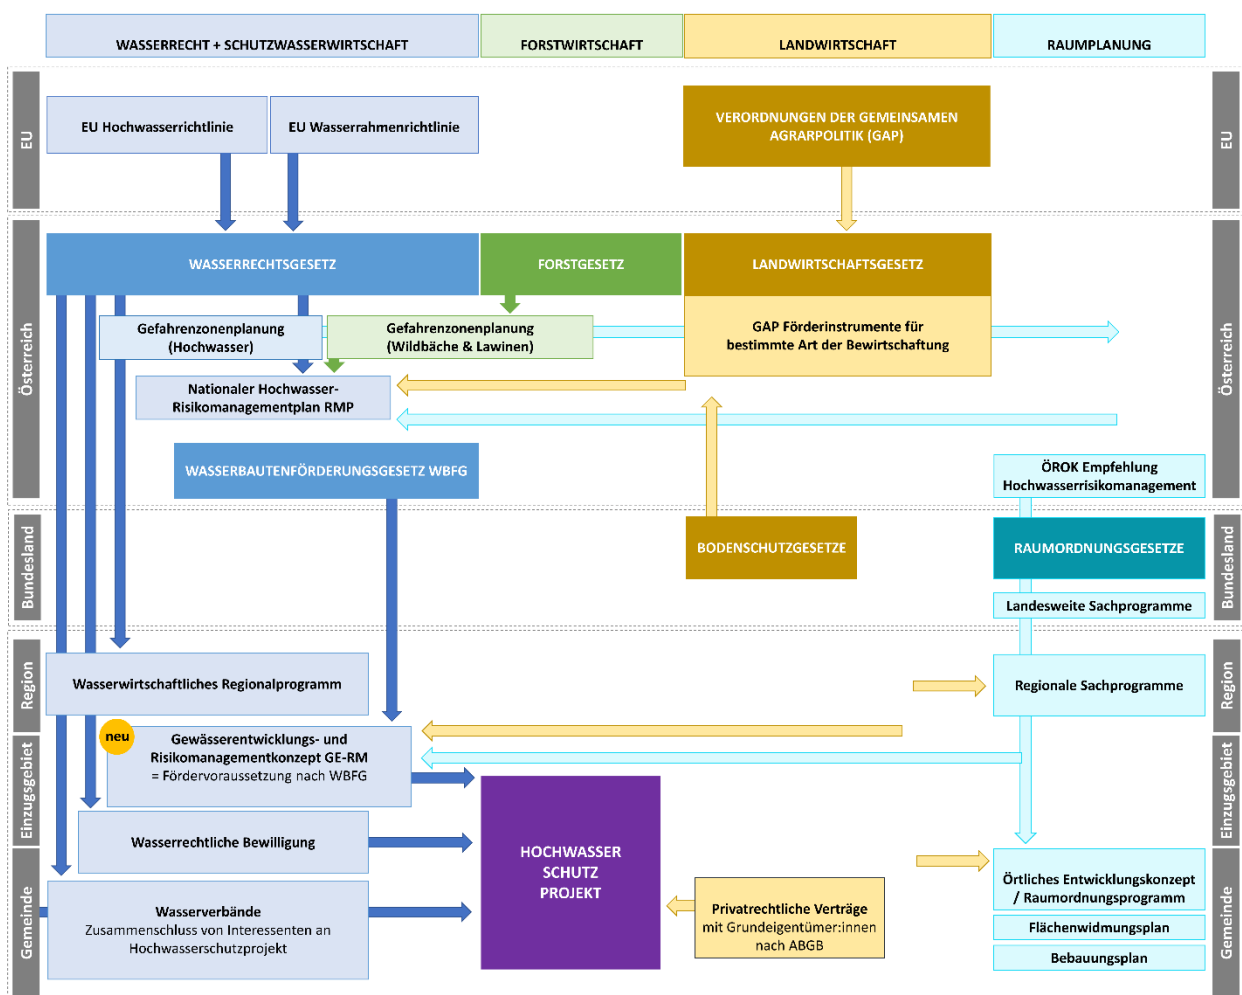 WASSERRECHT + SCHUTZWASSERWIRTSCHAFT
FORSTWIRTSCHAFT
LANDWIRTSCHAFT
RAUMPLANUNG
EU
EU Hochwasserrichtlinie
EU Wasserrahmenrichtlinie
VERORDNUNGEN DER GEMEINSAMEN
AGRARPOLITIK (GAP)
EU
Österreich
WASSERRECHTSGESETZ
FORSTGESETZ
LANDWIRTSCHAFTSGESETZ
Österreich
Gefahrenzonenplanung
(Hochwasser)
Gefahrenzonenplanung
(Wildbäche & Lawinen)
GAP Förderinstrumente für
bestimmte Art der Bewirtschaftung
Nationaler Hochwasser-
Risikomanagementplan RMP
WASSERBAUTENFÖRDERUNGSGESETZ WBFG
ÖROK Empfehlung
Hochwasserrisikomanagement
Bundesland
BODENSCHUTZGESETZE
RAUMORDNUNGSGESETZE
Bundesland
Landesweite Sachprogramme
Region
Wasserwirtschaftliches Regionalprogramm
Regionale Sachprogramme
Region
neu
Gewässerentwicklungs- und
Risikomanagementkonzept GE-RM
= Fördervoraussetzung nach WBFG
Einzugsgebiet
Einzugsgebiet
Wasserrechtliche Bewilligung
HOCHWASSER
SCHUTZ
PROJEKT
Gemeinde
Wasserverbände
Zusammenschluss von Interessenten an
Hochwasserschutzprojekt
Privatrechtliche Verträge
mit Grundeigentümer:innen
nach ABGB
Örtliches Entwicklungskonzept
/ Raumordnungsprogramm
Flächenwidmungsplan
Bebauungsplan
Gemeinde